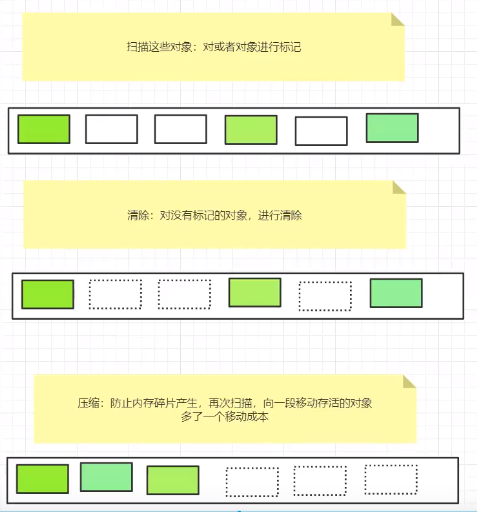 扫描这些对象：对或者对象进行标记
清除：对没有标记的对象，进行清除
压缩：防止内存碎片产生，再次扫描，向一段移动存活的对象
多了一个移动成本